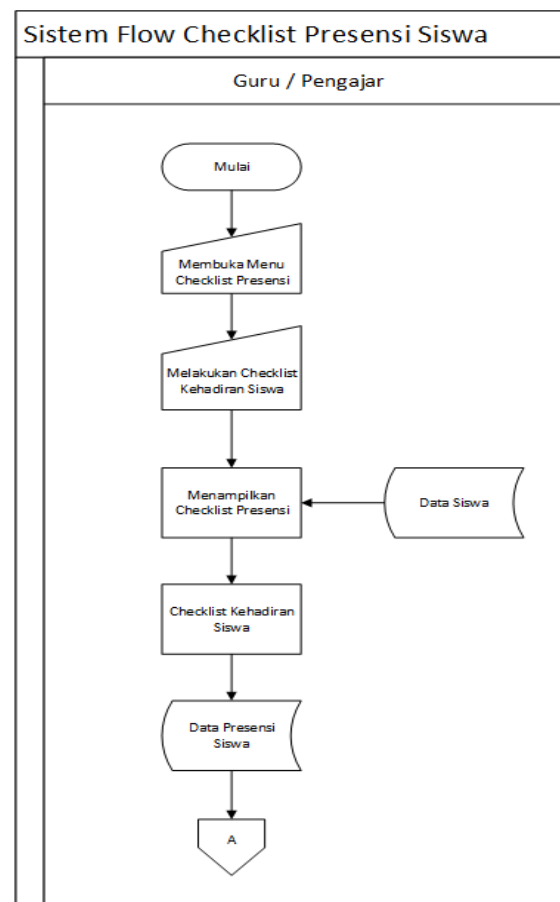 Sistem Flow Checklist Presensi Siswa
Guru / Pengajar
Mulai
Membuka Menu
Checklist Presensi
Melakukan Checklist
Kehadiran Siswa
Menampilkan
Checklist Presensi
Data Siswa
Checklist Kehadiran
Siswa
Data Presensi
Siswa
A